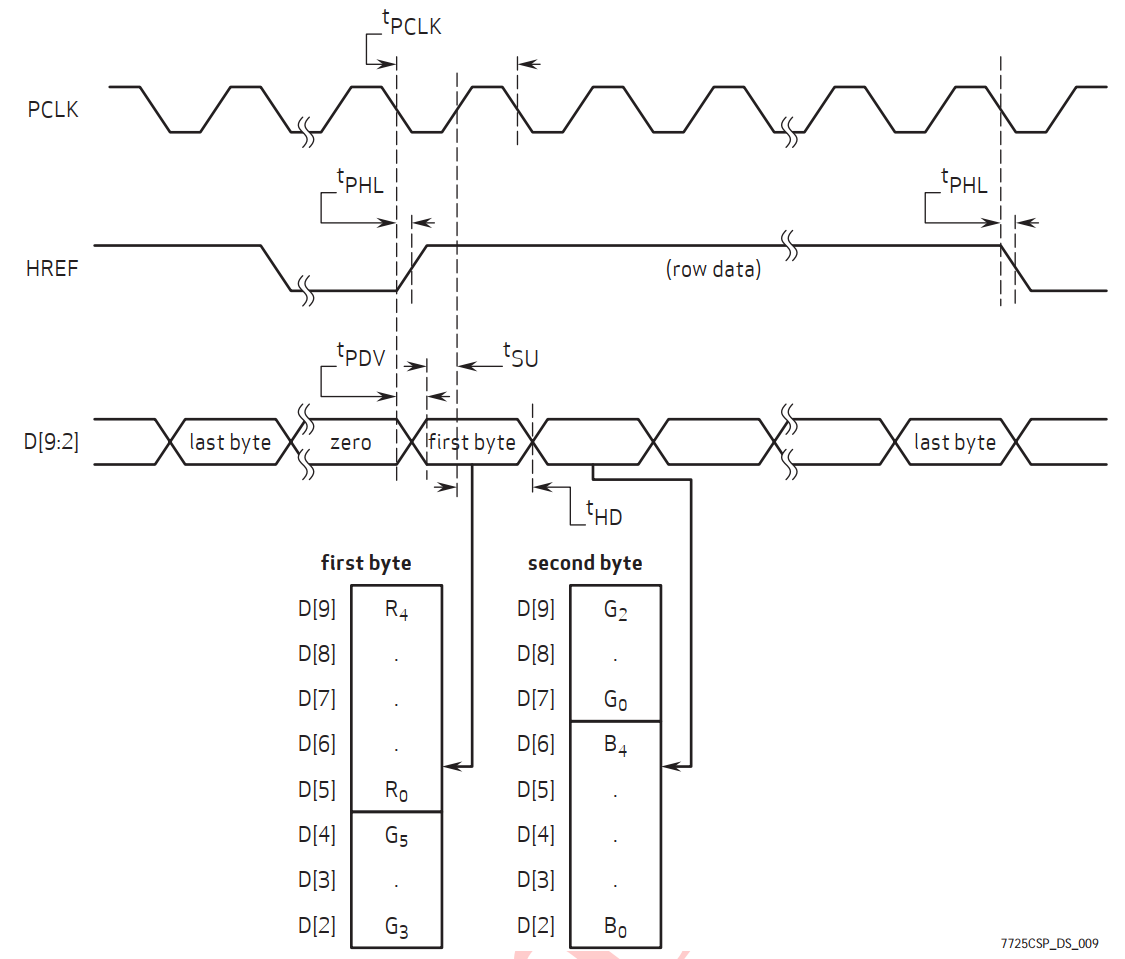 tPCLK
PCLK
tPHL tPHL
HREF (row data)
tPDV tSU
D[9:2] last byte zero first byte last byte
tHD
first byte second byte
D[9] R4 D[9] G2
D[8] . D[8] .
D[7] . D[7] G0
D[6] . D[6] B4
D[5] R0 D[5] .
D[4] G5 D[4] .
D[3] . D[3] .
D[2] G3 D[2] B0
7725CSP_DS_009